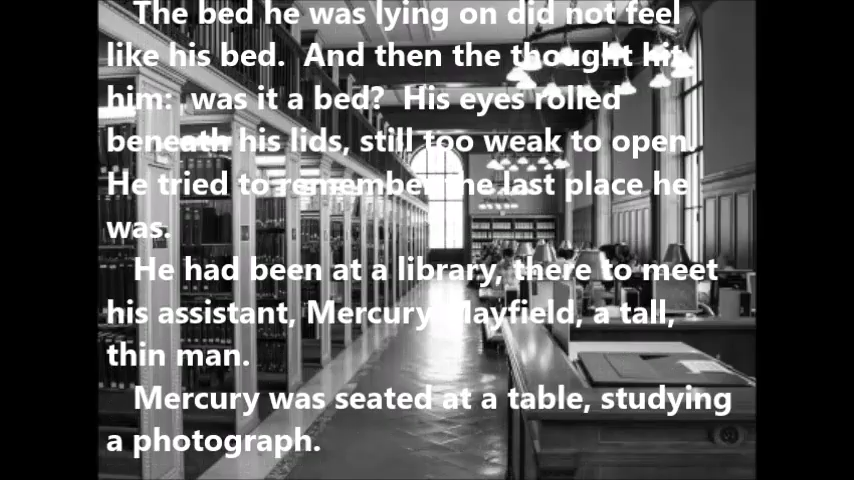 The bed he was lying on did not feel
like his bed. And then the thought hit
him: was it a bed? His eyes rolled
beneath his lids, still too weak to open.
He tried to remember the last place he
was.
He had been at a library, there to meet
his assistant, Mercury Mayfield, a tall,
thin man.
Mercury was seated at a table, studying
a photograph.